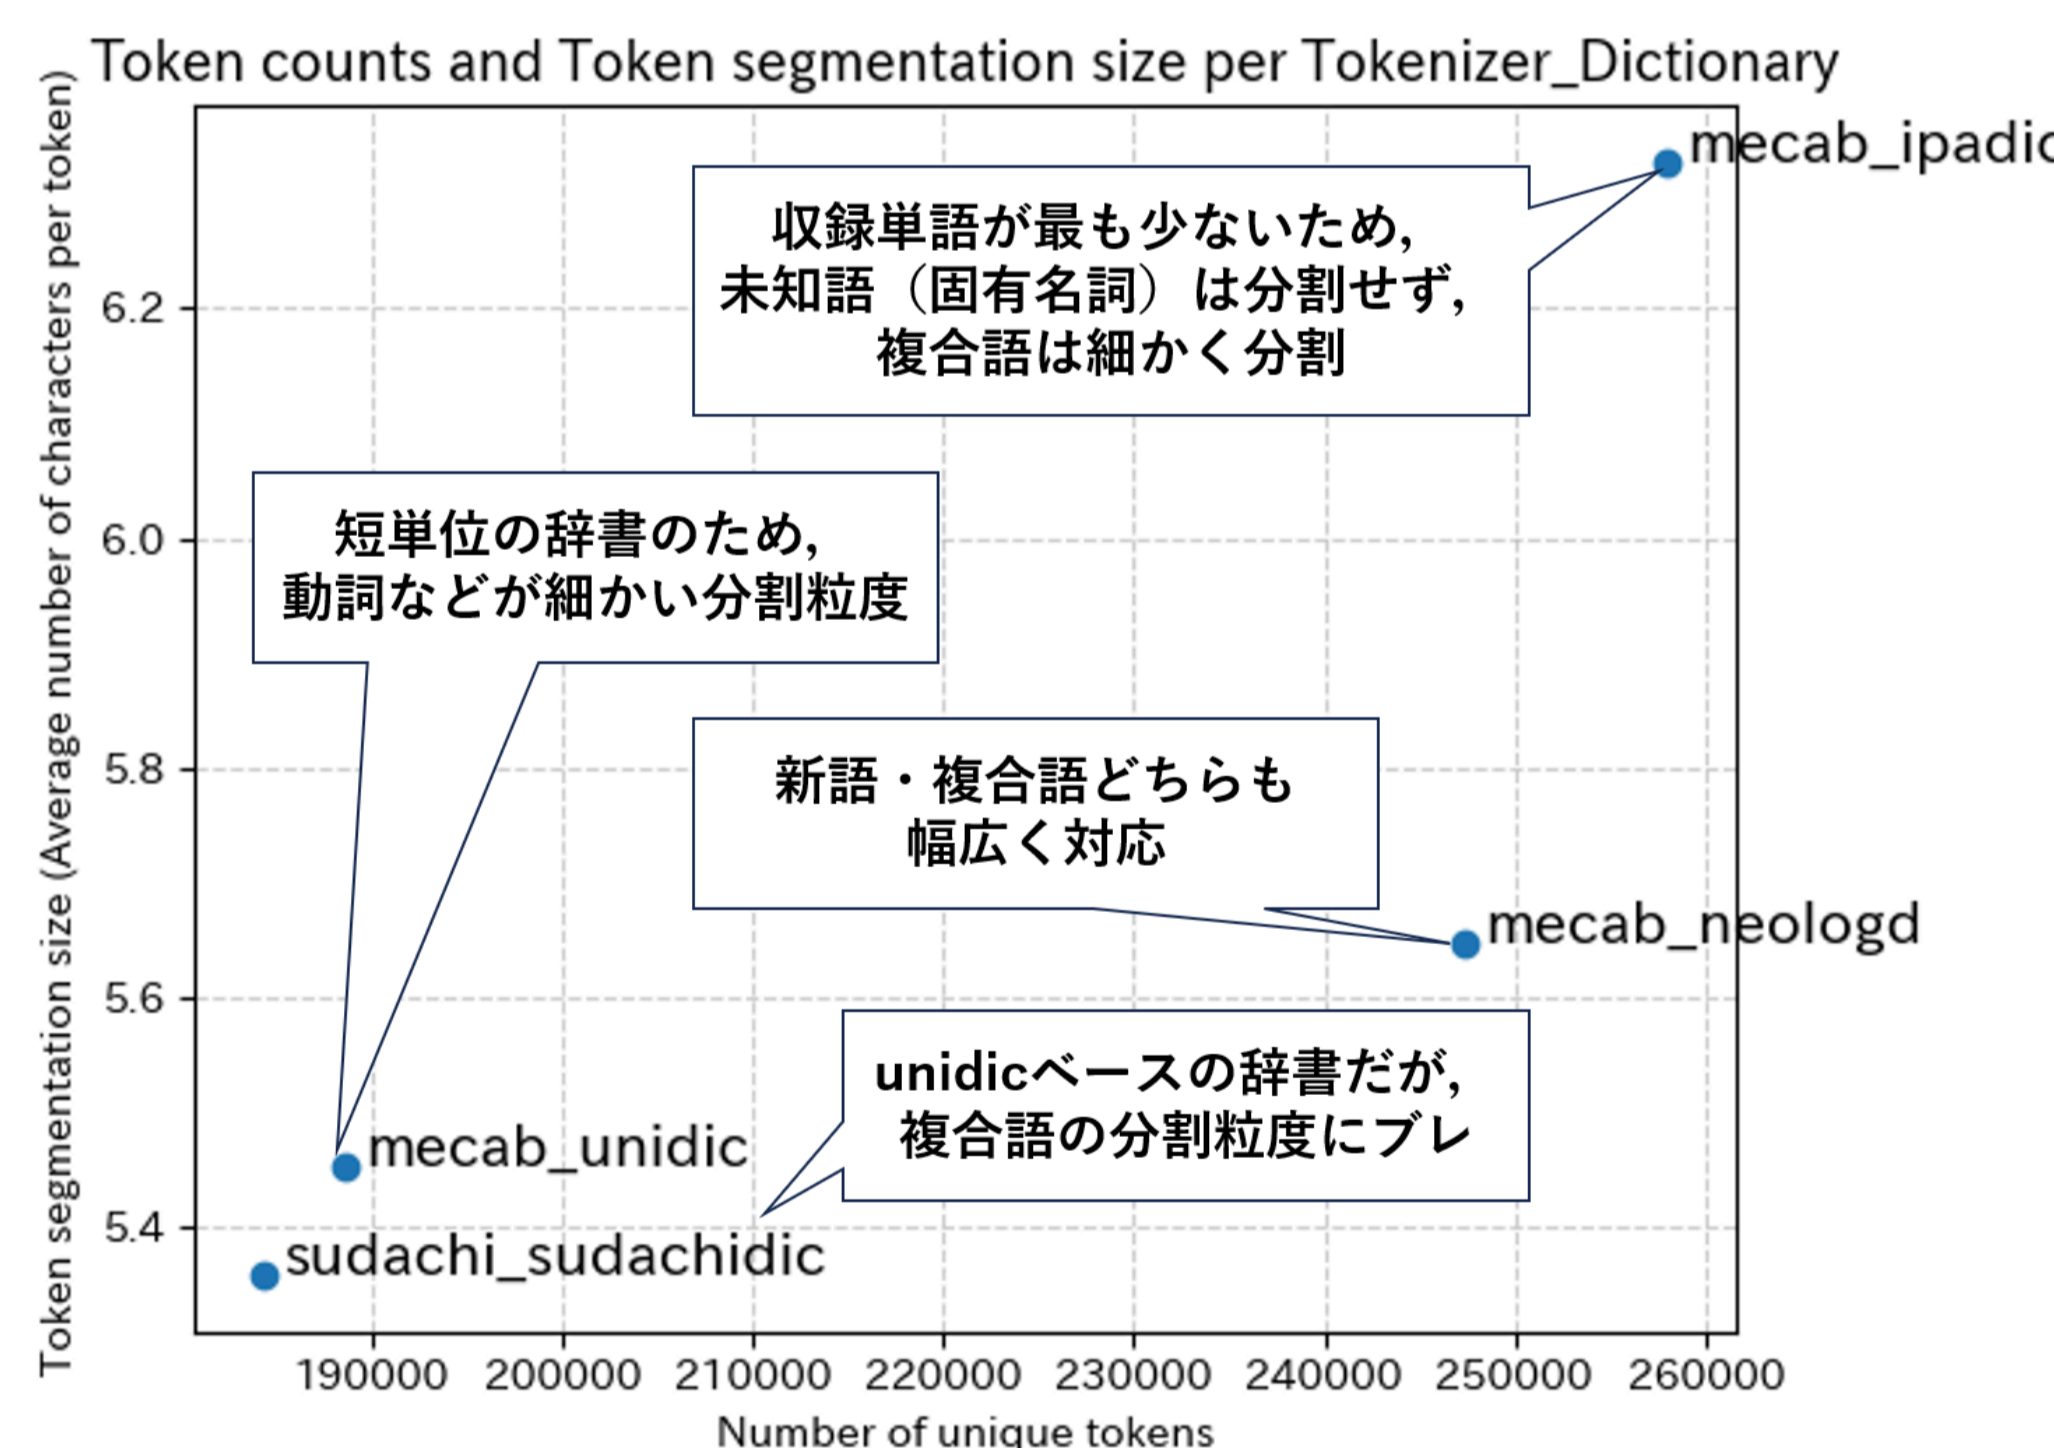 Token counts and Token segmentation size per Tokenizer_Dictionary
Token segmentation size (Average number of characters per token)
mecab_ipadic
収録単語が最も少ないため,
未知語（固有名詞）は分割せず,
複合語は細かく分割
6.2
短単位の辞書のため,
動詞などが細かい分割粒度
6.0
新語・複合語どちらも
幅広く対応
5.8
mecab_neologd
5.6
unidicベースの辞書だが,
複合語の分割粒度にブレ
mecab_unidic
5.4
sudachi_sudachidic
190000 200000 210000 220000 230000 240000 250000 260000
Number of unique tokens